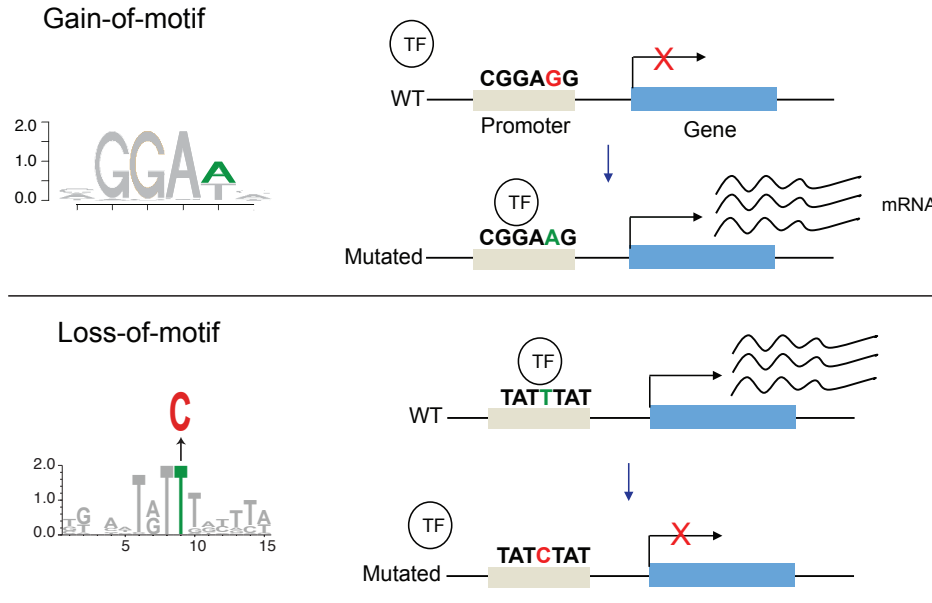 Gain-of-motif
TF
CGGAGG
WT
Promoter
Gene
2.0
1.0
0.0
GGAA
T
TF
mRNA
CGGAAG
Mutated
Loss-of-motif
TF
C
TATTTAT
WT
2.0
1.0
0.0
5
10
15
TF
TATCTAT
Mutated